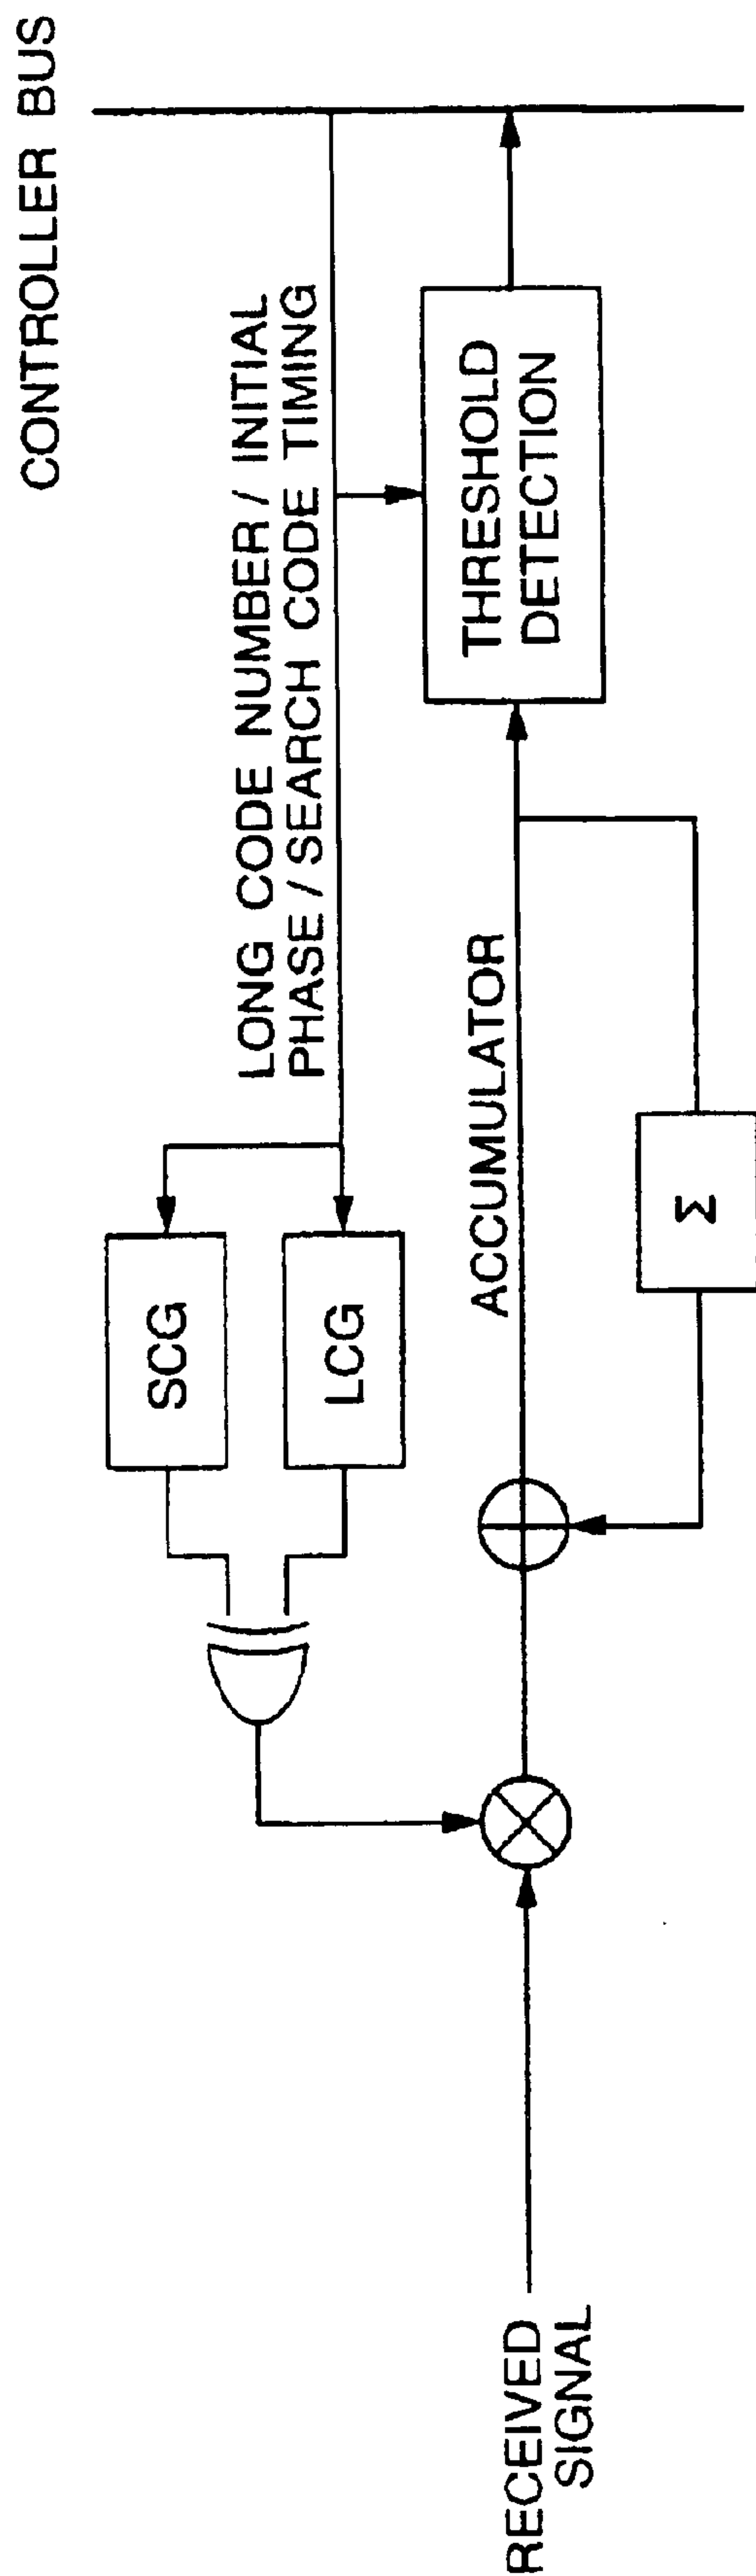 CONTROLLER BUS
LONG CODE NUMBER / INITIAL
PHASE / SEARCH CODE TIMING
SCG
LCG
ACCUMULATOR
THRESHOLD
DETECTION
Σ
RECEIVED
SIGNAL